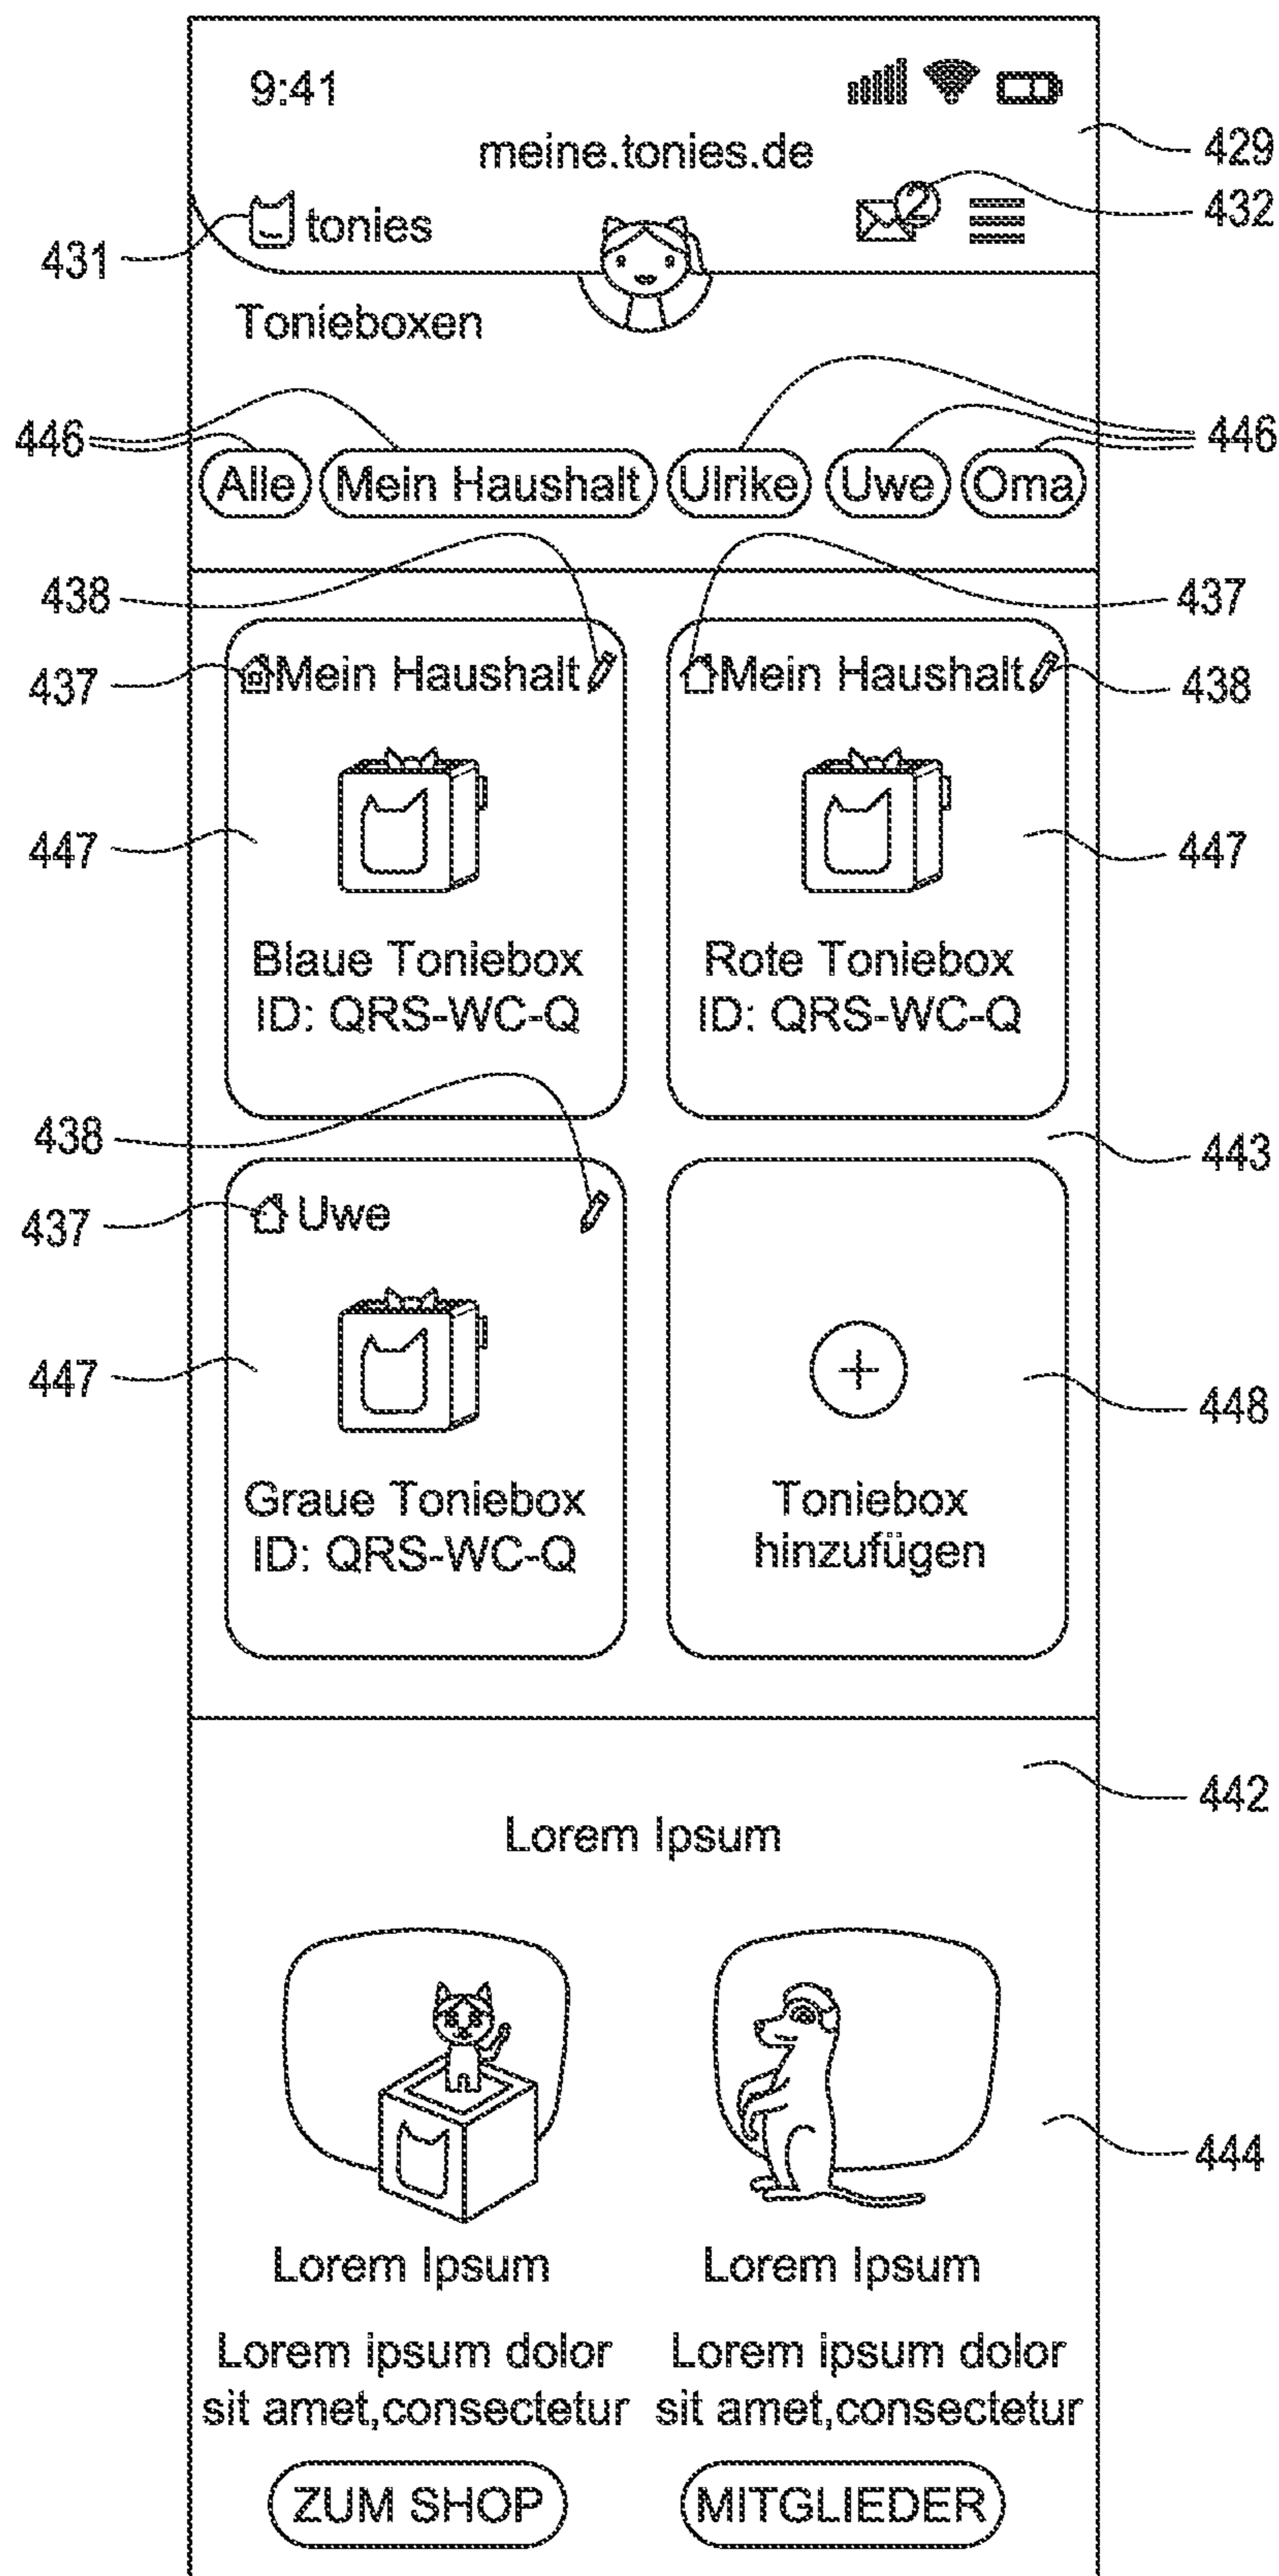 9:41
meine.tonies.de
429
tonies
2
432
431
Tonieboxen
446
446
Alle Mein Haushalt Ulrike Uwe Oma
438
437
437
Mein Haushalt
Mein Haushalt
438
447
447
Blaue Toniebox
ID: QRS-WC-Q
Rote Toniebox
ID: QRS-WC-Q
438
443
437
Uwe
447
448
Graue Toniebox
ID: QRS-WC-Q
Toniebox
hinzufügen
442
Lorem Ipsum
444
Lorem Ipsum
Lorem ipsum dolor
sit amet,consectetur
ZUM SHOP
Lorem Ipsum
Lorem ipsum dolor
sit amet,consectetur
MITGLIEDER